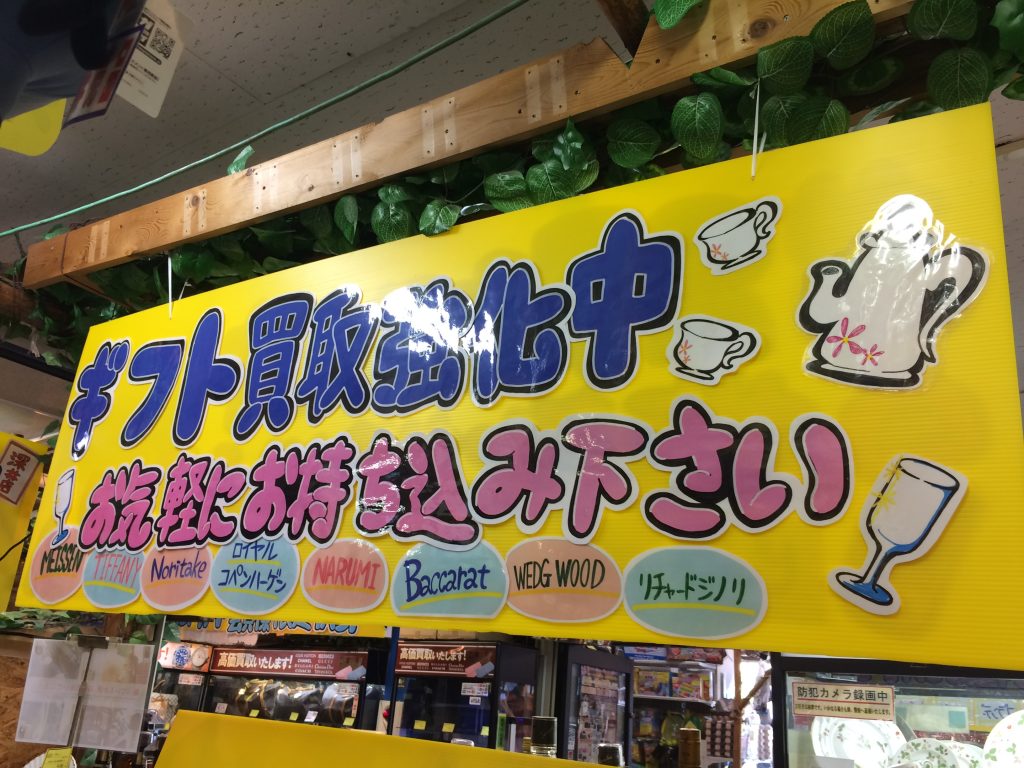 ギフト買取強化中
お気軽にお持ち込み下さい
MEISSEN
TIFFANY
Noritake
ロイヤル
コペンハーゲン
NARUMI
Baccarat
WEDG WOOD
リチャードジノリ
高価買取いたします!
高価買取いたします!
防犯カメラ録画中